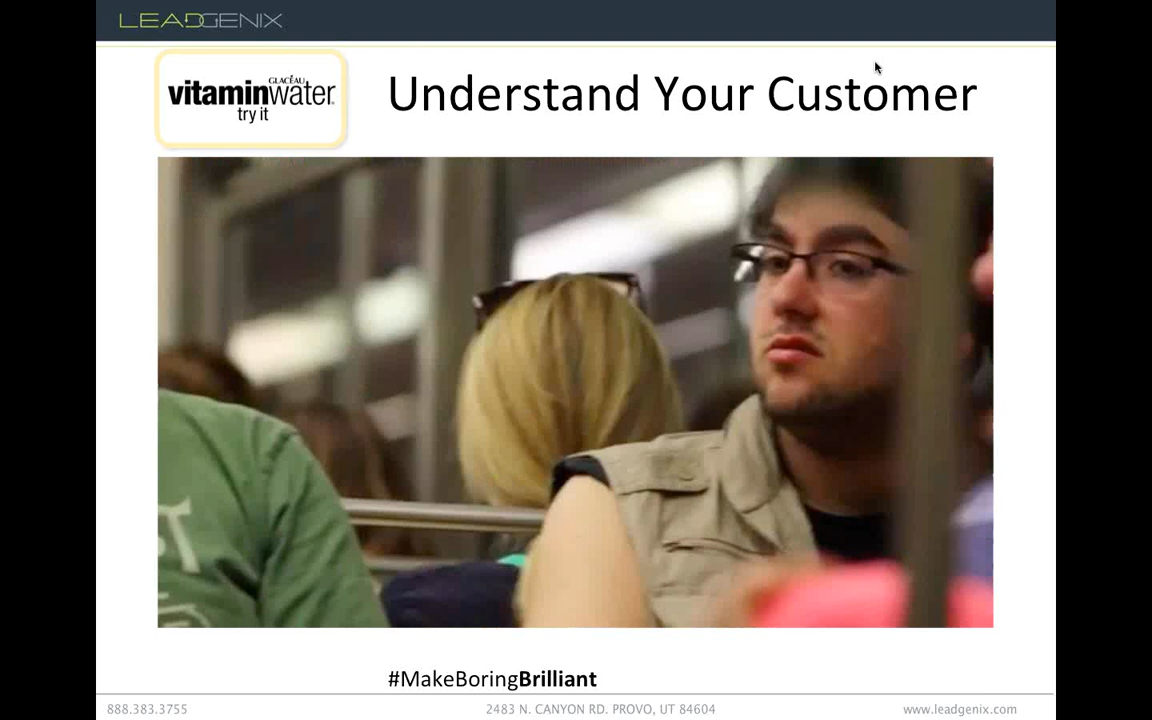 LEADGENIX
GLACÉAU
vitaminwater
try it
Understand Your Customer
#MakeBoringBrilliant
888.383.3755
2483 N. CANYON RD. PROVO, UT 84604
www.leadgenix.com